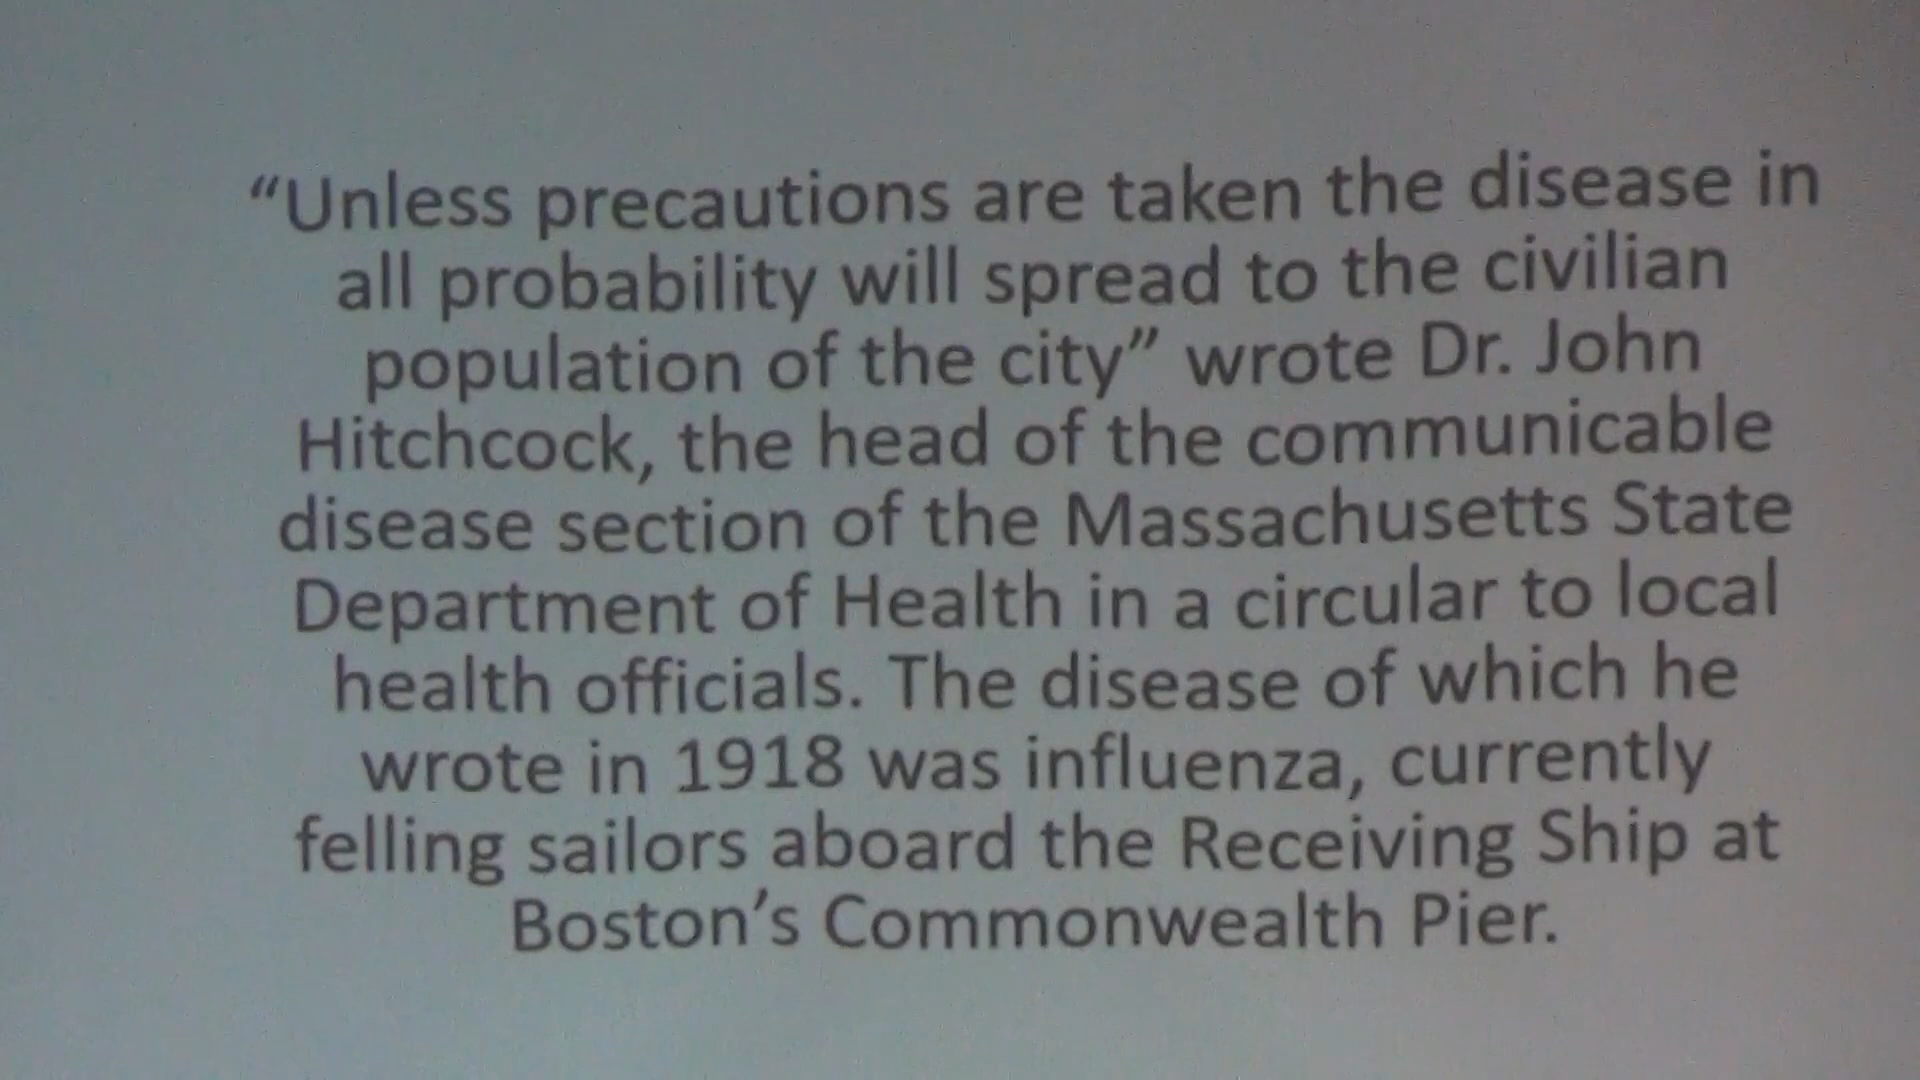 “Unless precautions are taken the disease in
all probability will spread to the civilian
population of the city” wrote Dr. John
Hitchcock, the head of the communicable
disease section of the Massachusetts State
Department of Health in a circular to local
health officials. The disease of which he
wrote in 1918 was influenza, currently
felling sailors aboard the Receiving Ship at
Boston’s Commonwealth Pier.